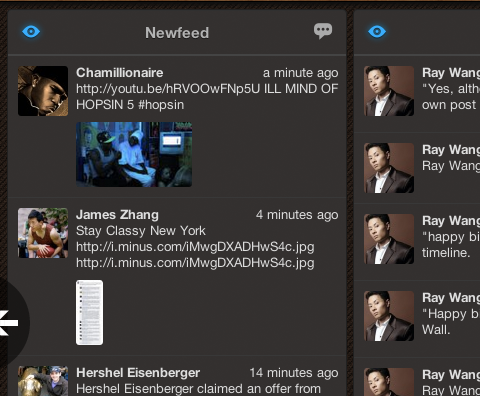 Newfeed
Chamillionaire a minute ago
http://youtu.be/hRVOOwFNp5U ILL MIND OF
HOPSIN 5 #hopsin
James Zhang 4 minutes ago
Stay Classy New York
http://i.minus.com/iMwgDXADHwS4c.jpg
http://i.minus.com/iMwgDXADHwS4c.jpg
Hershel Eisenberger 14 minutes ago
Hershel Eisenberger claimed an offer from
Ray Wang
"Yes, alth
own post
Ray Wang
Ray Wang
Ray Wang
"happy bi
timeline.
Ray Wang
"Happy b
Wall.
Ray Wang
Ray Wang